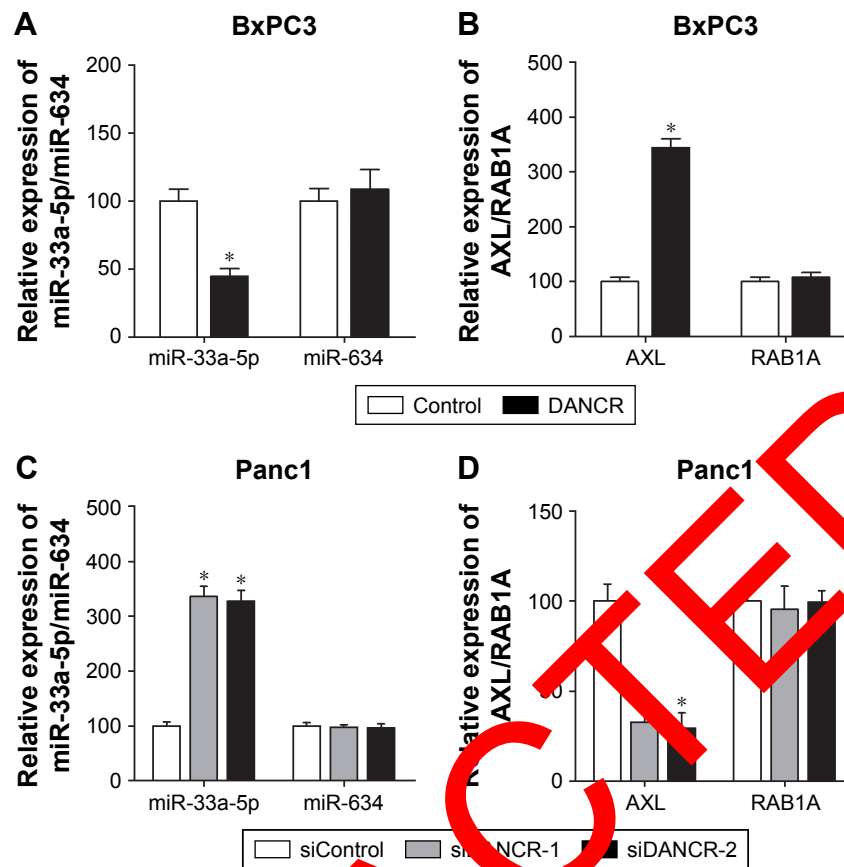 A
BxPC3
Relative expression of
miR-33a-5p/miR-634
200
150
100
50
0
*
miR-33a-5p
miR-634
B
BxPC3
Relative expression of
AXL/RAB1A
500
400
300
200
100
0
*
AXL
RAB1A
Control
DANCR
C
Panc1
Relative expression of
miR-33a-5p/miR-634
500
400
300
200
100
0
*
*
miR-33a-5p
miR-634
D
Panc1
expression of
AXL/RAB1A
150
100
0
*
AXL
RAB1A
siControl
siDANCR-2
CTE